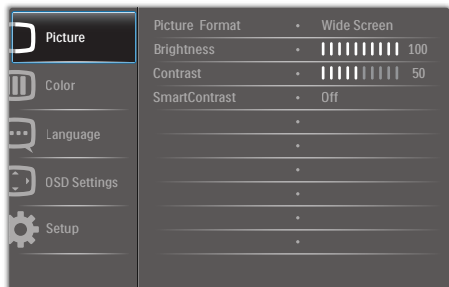 Picture
Color
Language
OSD Settings
Setup
Picture Format • Wide Screen
Brightness • 100
Contrast • 50
SmartContrast • Off
•
•
•
•
•
•